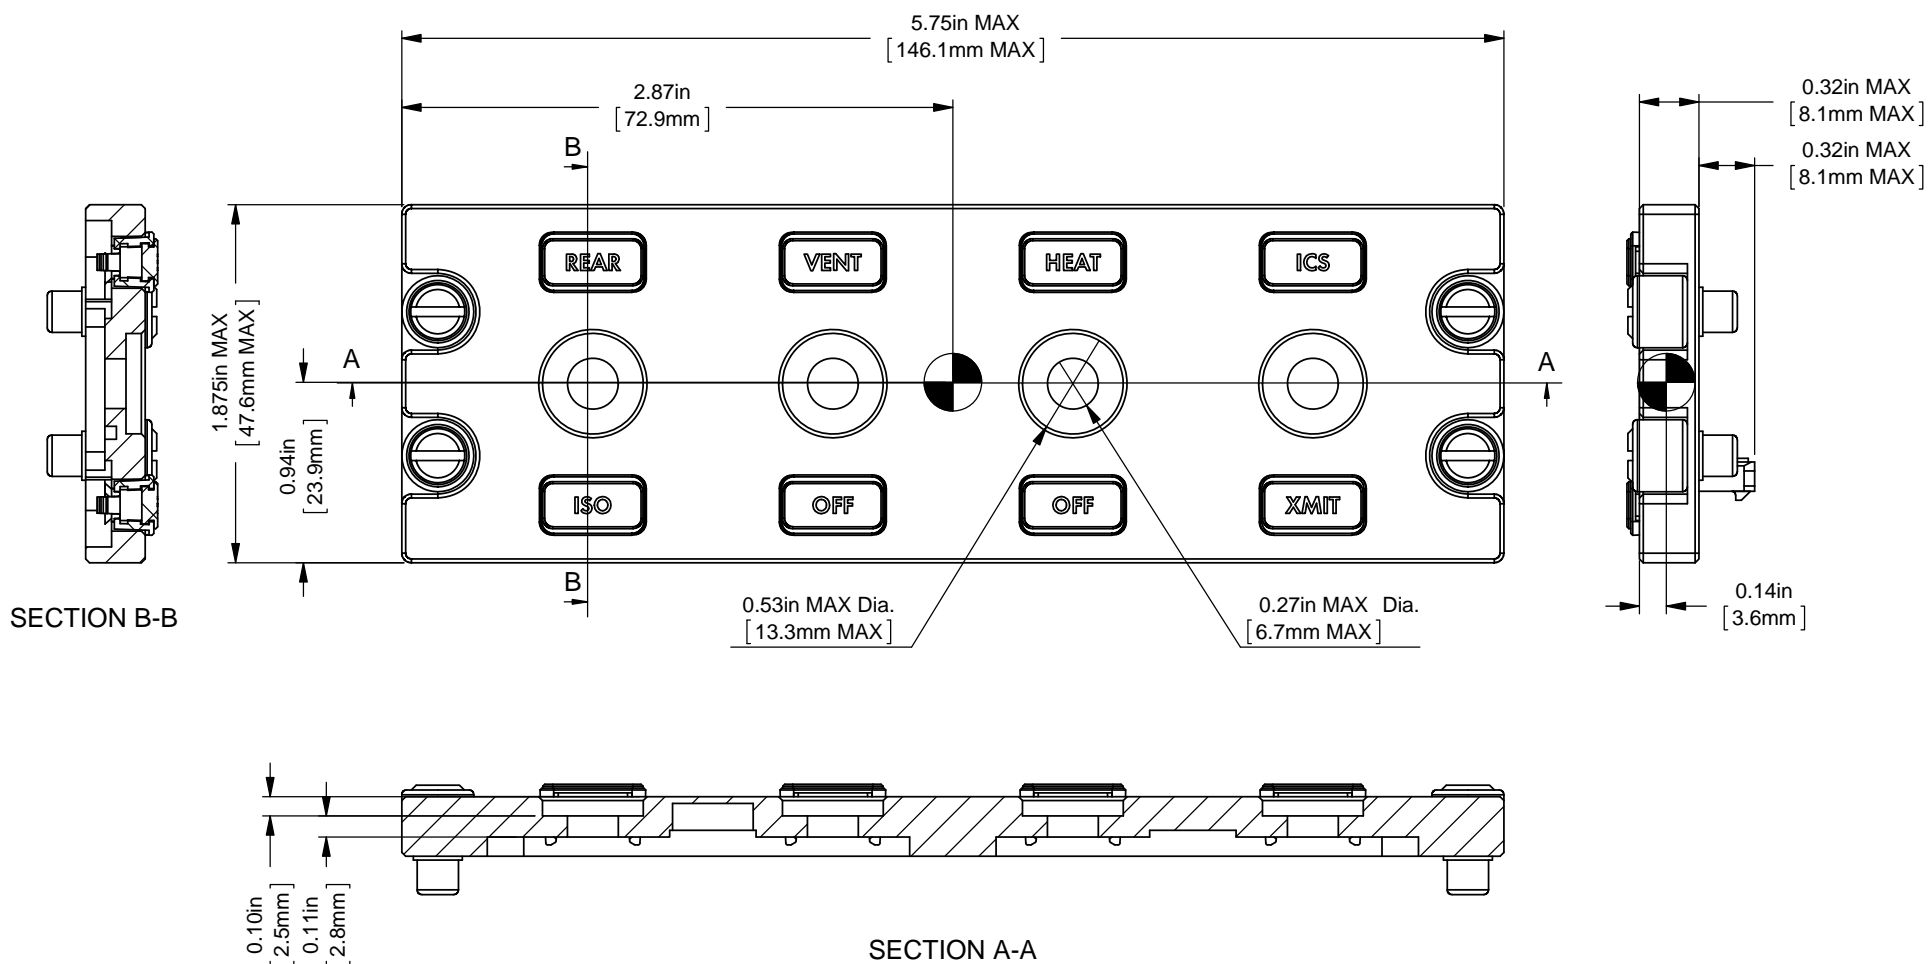 5.75in MAX
[146.1mm MAX]
2.87in
[72.9mm]
0.32in MAX
[8.1mm MAX]
0.32in MAX
[8.1mm MAX]
B
REAR
VENT
HEAT
ICS
1.875in MAX
[47.6mm MAX]
A
A
0.94in
[23.9mm]
ISO
OFF
OFF
XMIT
B
SECTION B-B
0.53in MAX Dia.
[13.3mm MAX]
0.27in MAX Dia.
[6.7mm MAX]
0.14in
[3.6mm]
0.10in
[2.5mm]
0.11in
[2.8mm]
SECTION A-A